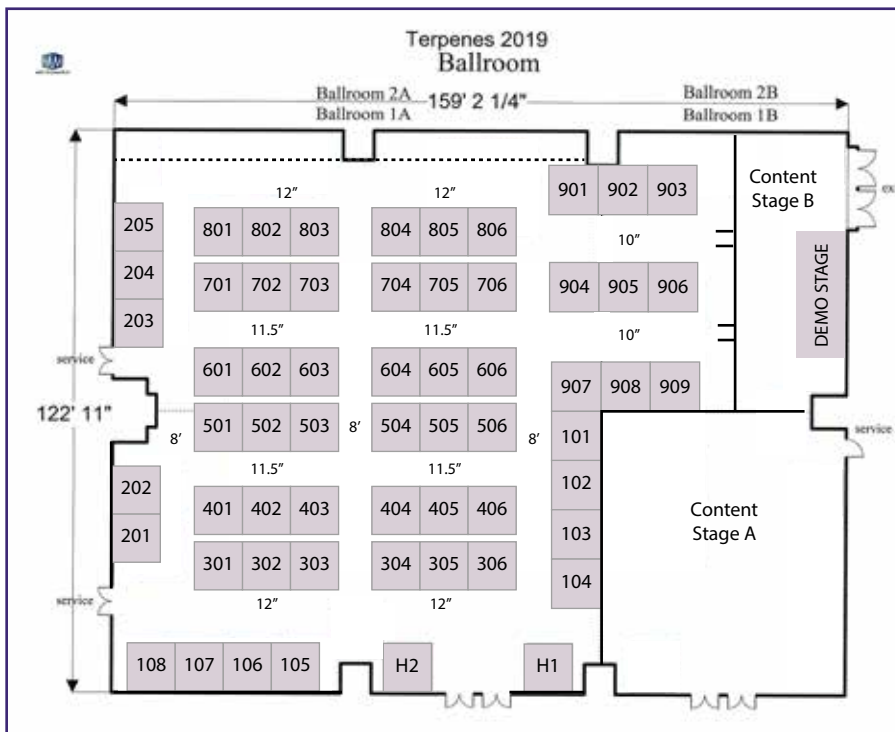 Terpenes 2019
Ballroom
Ballroom 2A
159' 2 1/4"
Ballroom 2B
Ballroom 1A
Ballroom 1B
Content
Stage B
ex
901 902 903
12” 12”
205
801 802 803 804 805 806
10”
204
DEMO STAGE
701 702 703 704 705 706
904 905 906
203
11.5” 11.5”
10”
service
601 602 603 604 605 606
907 908 909
122' 11"
501 502 503 504 505 506
101
8’ 8’ 8’
service
11.5” 11.5”
102
202
401 402 403 404 405 406
Content
Stage A
201
103
301 302 303 304 305 306
104
service
12” 12”
108 107 106 105
H2 H1